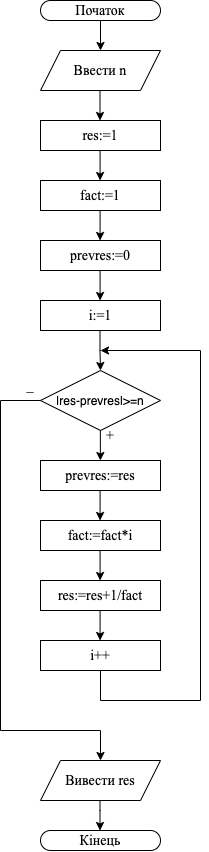 Початок
Ввести n
res:=1
fact:=1
prevres:=0
i:=1
|res-prevres|>=n
–
+
prevres:=res
fact:=fact*i
res:=res+1/fact
i++
Вивести res
Кінець